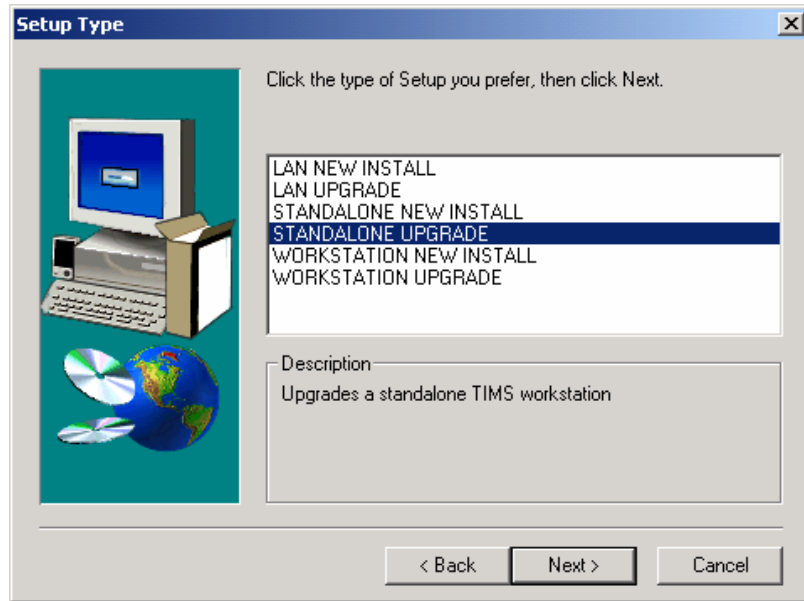 Setup Type
Click the type of Setup you prefer, then click Next.
LAN NEW INSTALL
LAN UPGRADE
STANDALONE NEW INSTALL
STANDALONE UPGRADE
WORKSTATION NEW INSTALL
WORKSTATION UPGRADE
Description
Upgrades a standalone TIMS workstation
< Back Next > Cancel